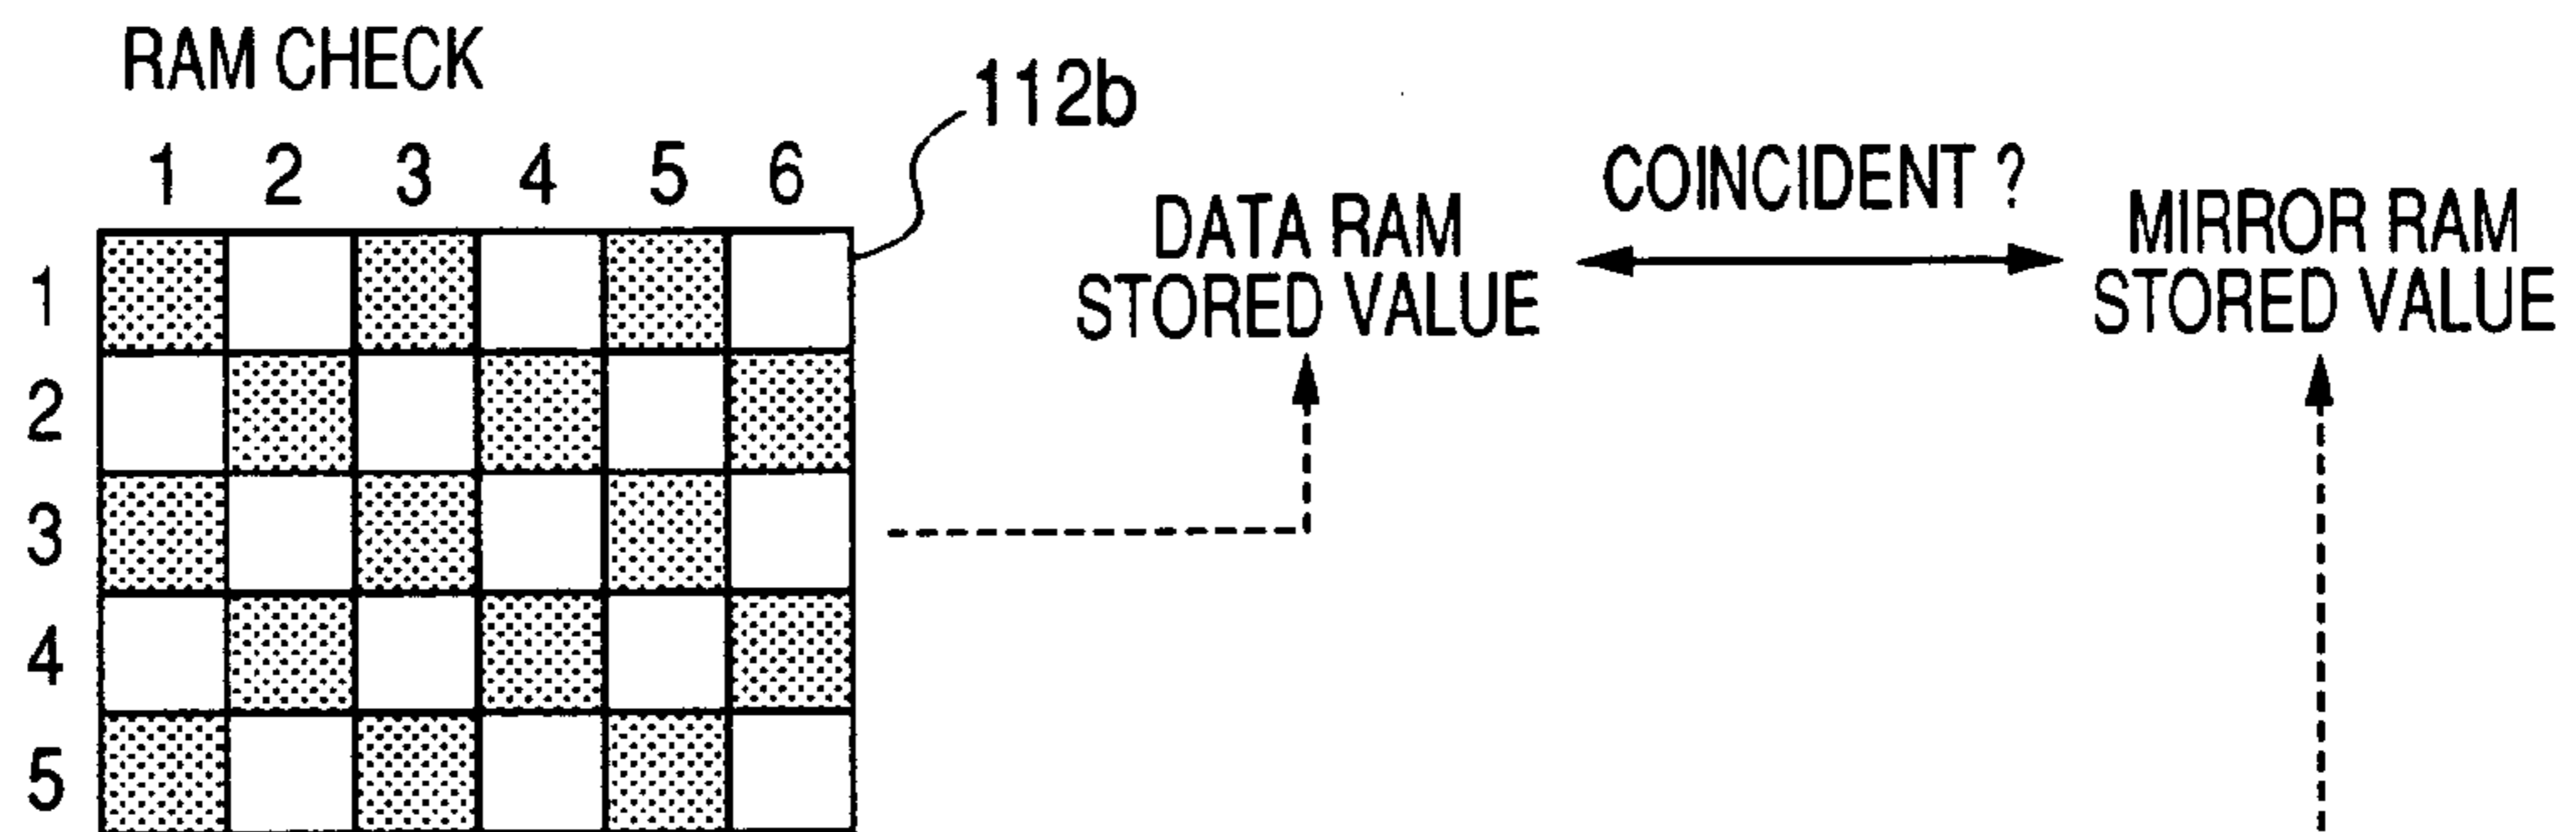 RAM CHECK
112b
1 2 3 4 5 6
COINCIDENT ?
DATA RAM
STORED VALUE
MIRROR RAM
STORED VALUE
1
2
3
4
5